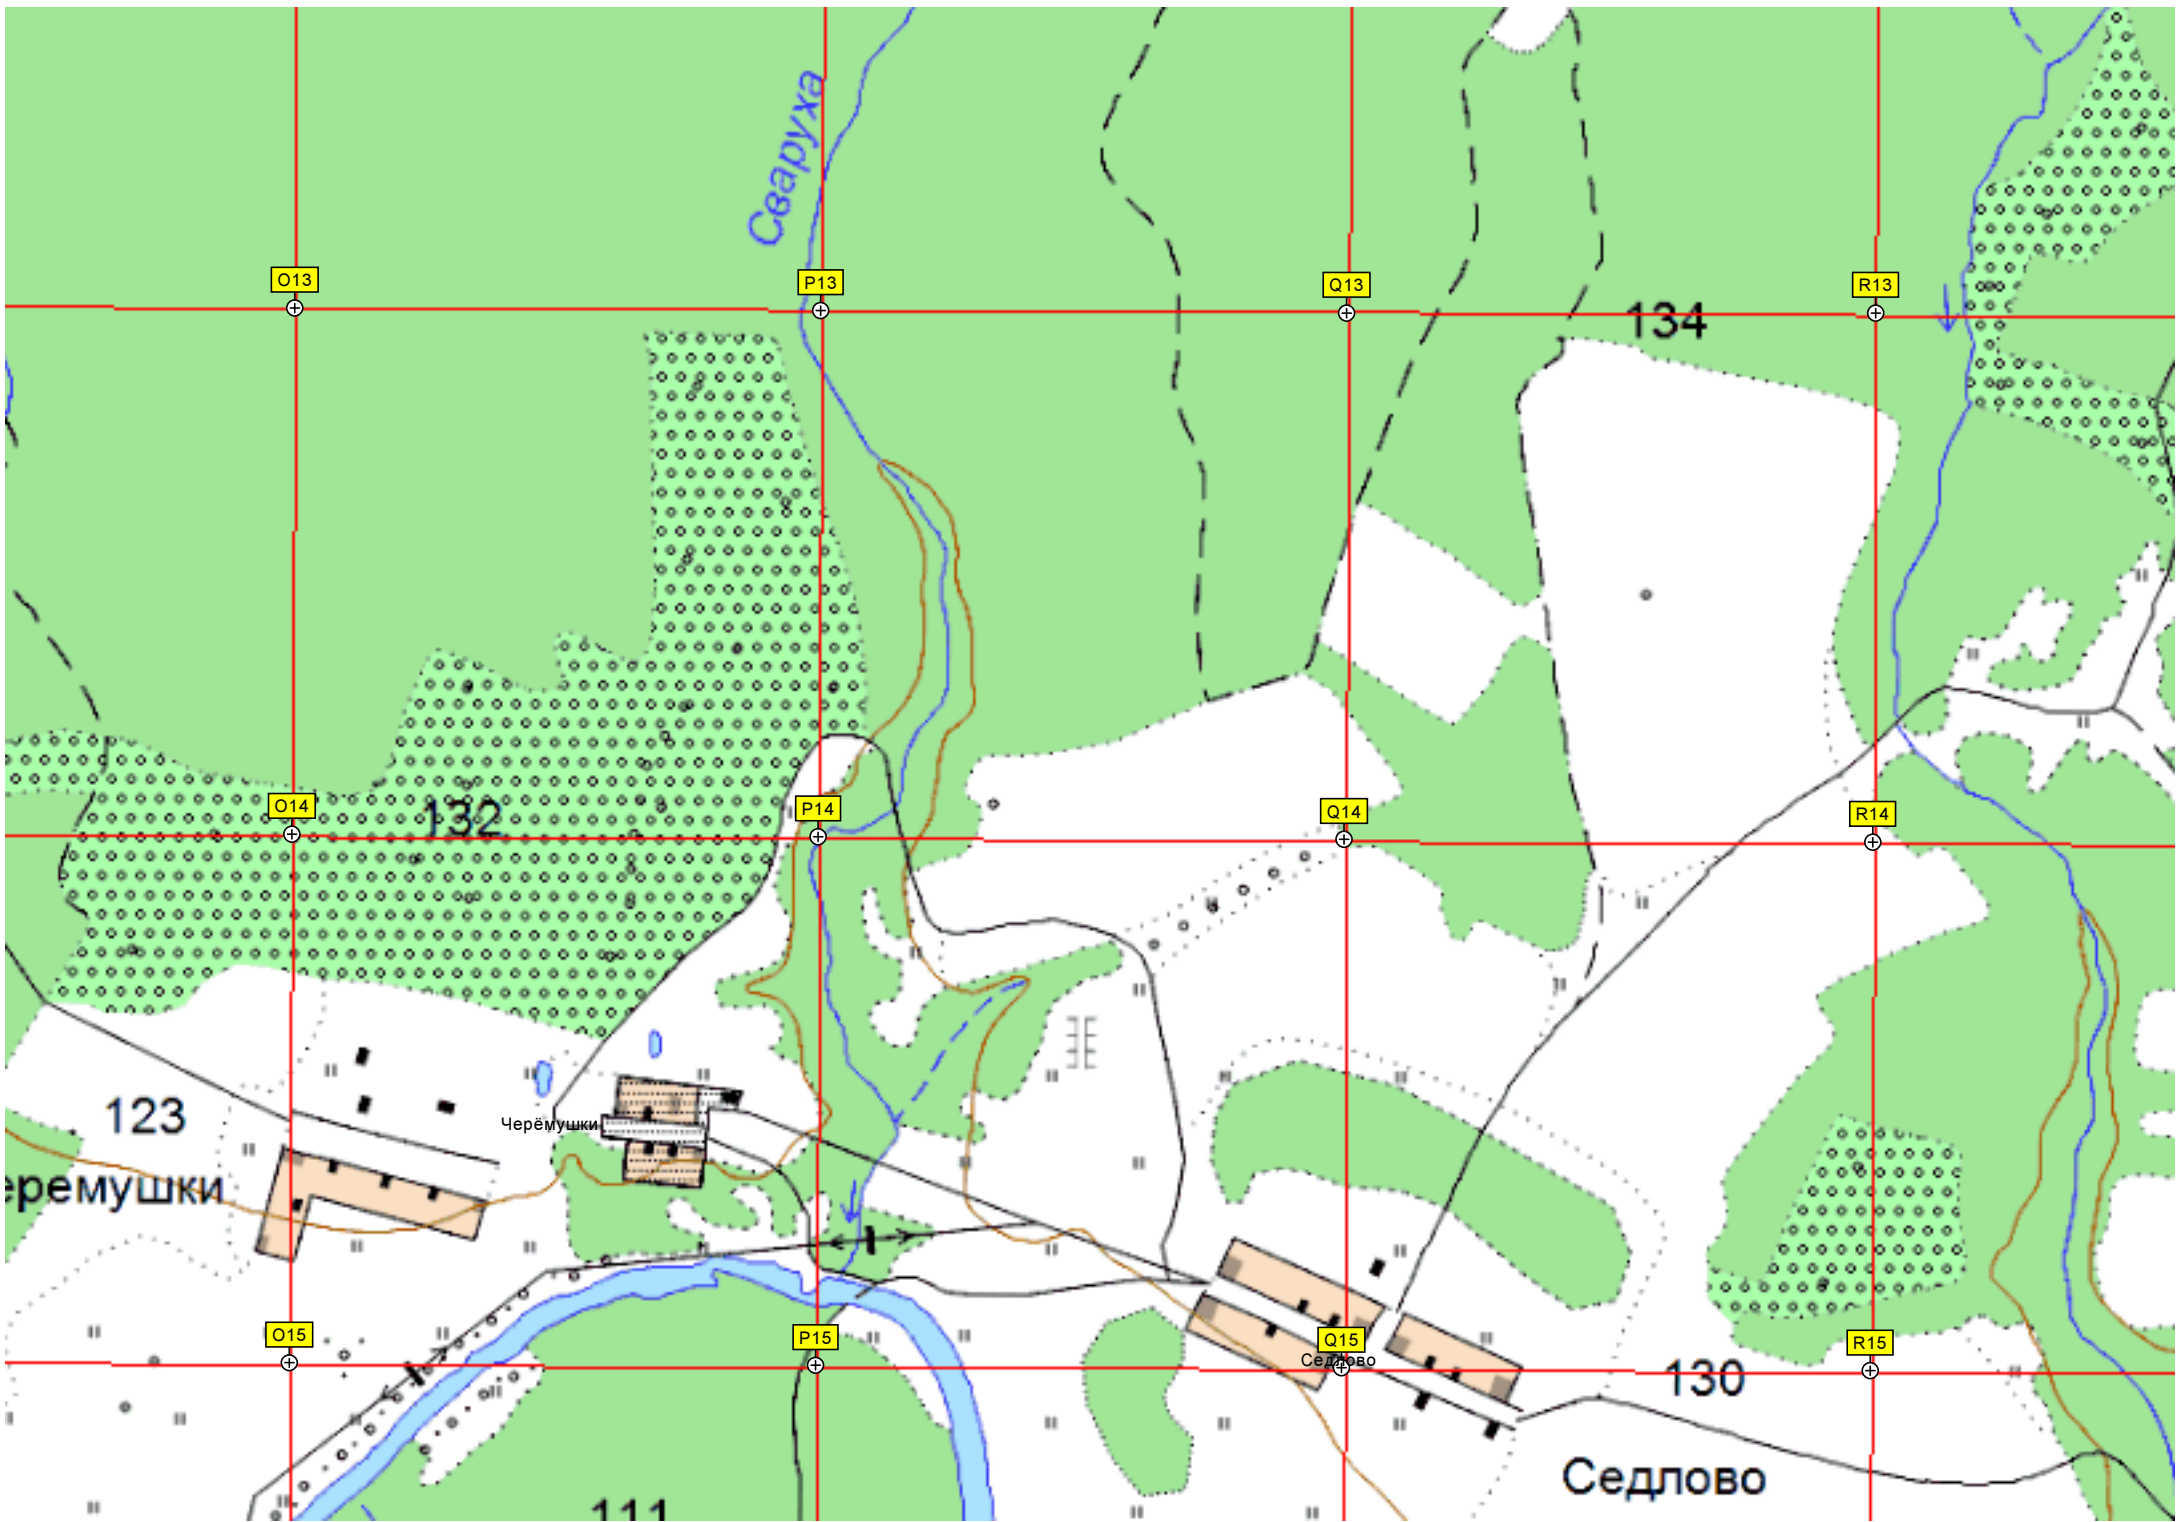 Сваруха
O13
P13
Q13
R13
134
O14
132
P14
Q14
R14
123
Черёмушки
еремушки
O15
P15
Q15
R15
Седлово
130
Седлово
111